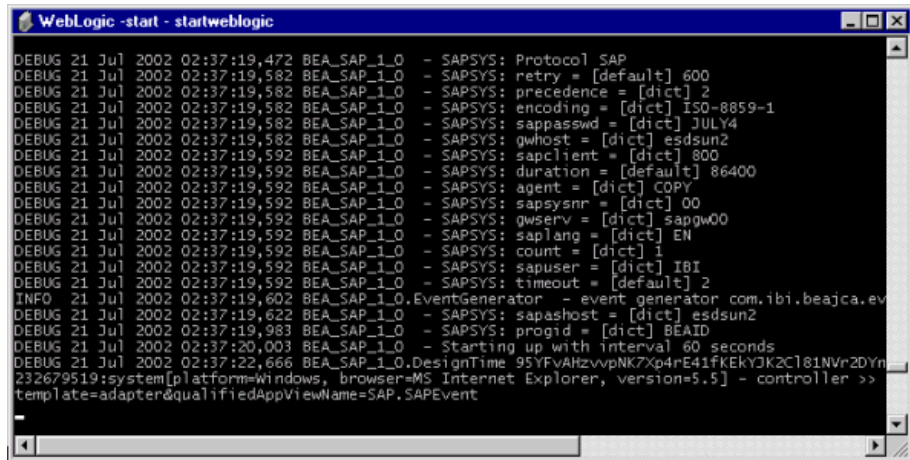 WebLogic -start - startweblogic
DEBUG 21 Jul 2002 02:37:19,472 BEA_SAP_1_0 - SAPSYS: Protocol SAP
DEBUG 21 Jul 2002 02:37:19,582 BEA_SAP_1_0 - SAPSYS: retry = [default] 600
DEBUG 21 Jul 2002 02:37:19,582 BEA_SAP_1_0 - SAPSYS: precedence = [dict] 2
DEBUG 21 Jul 2002 02:37:19,582 BEA_SAP_1_0 - SAPSYS: encoding = [dict] ISO-8859-1
DEBUG 21 Jul 2002 02:37:19,582 BEA_SAP_1_0 - SAPSYS: sappasswd = [dict] JULY4
DEBUG 21 Jul 2002 02:37:19,582 BEA_SAP_1_0 - SAPSYS: gwhost = [dict] esdsun2
DEBUG 21 Jul 2002 02:37:19,592 BEA_SAP_1_0 - SAPSYS: sapclient = [dict] 800
DEBUG 21 Jul 2002 02:37:19,592 BEA_SAP_1_0 - SAPSYS: duration = [default] 86400
DEBUG 21 Jul 2002 02:37:19,592 BEA_SAP_1_0 - SAPSYS: agent = [dict] COPY
DEBUG 21 Jul 2002 02:37:19,592 BEA_SAP_1_0 - SAPSYS: sapsysnr = [dict] 00
DEBUG 21 Jul 2002 02:37:19,592 BEA_SAP_1_0 - SAPSYS: gwserv = [dict] sapgw00
DEBUG 21 Jul 2002 02:37:19,592 BEA_SAP_1_0 - SAPSYS: saplang = [dict] EN
DEBUG 21 Jul 2002 02:37:19,592 BEA_SAP_1_0 - SAPSYS: count = [dict] 1
DEBUG 21 Jul 2002 02:37:19,592 BEA_SAP_1_0 - SAPSYS: sapuser = [dict] IBI
DEBUG 21 Jul 2002 02:37:19,592 BEA_SAP_1_0 - SAPSYS: timeout = [default] 2
INFO 21 Jul 2002 02:37:19,602 BEA_SAP_1_0.EventGenerator - event generator com.ibi.beajca.ev
DEBUG 21 Jul 2002 02:37:19,622 BEA_SAP_1_0 - SAPSYS: sapashost = [dict] esdsun2
DEBUG 21 Jul 2002 02:37:19,983 BEA_SAP_1_0 - SAPSYS: progid = [dict] BEAID
DEBUG 21 Jul 2002 02:37:20,003 BEA_SAP_1_0 - Starting up with interval 60 seconds
DEBUG 21 Jul 2002 02:37:22,666 BEA_SAP_1_0.DesignTime 95YFvAHzvvpNK7Xp4rE41fKEkYJK2Cl81NVr2DYn
232679519:system[platform=Windows, browser=MS Internet Explorer, version=5.5] - controller >>
template=adapter&qualifiedAppViewName=SAP.SAPEvent